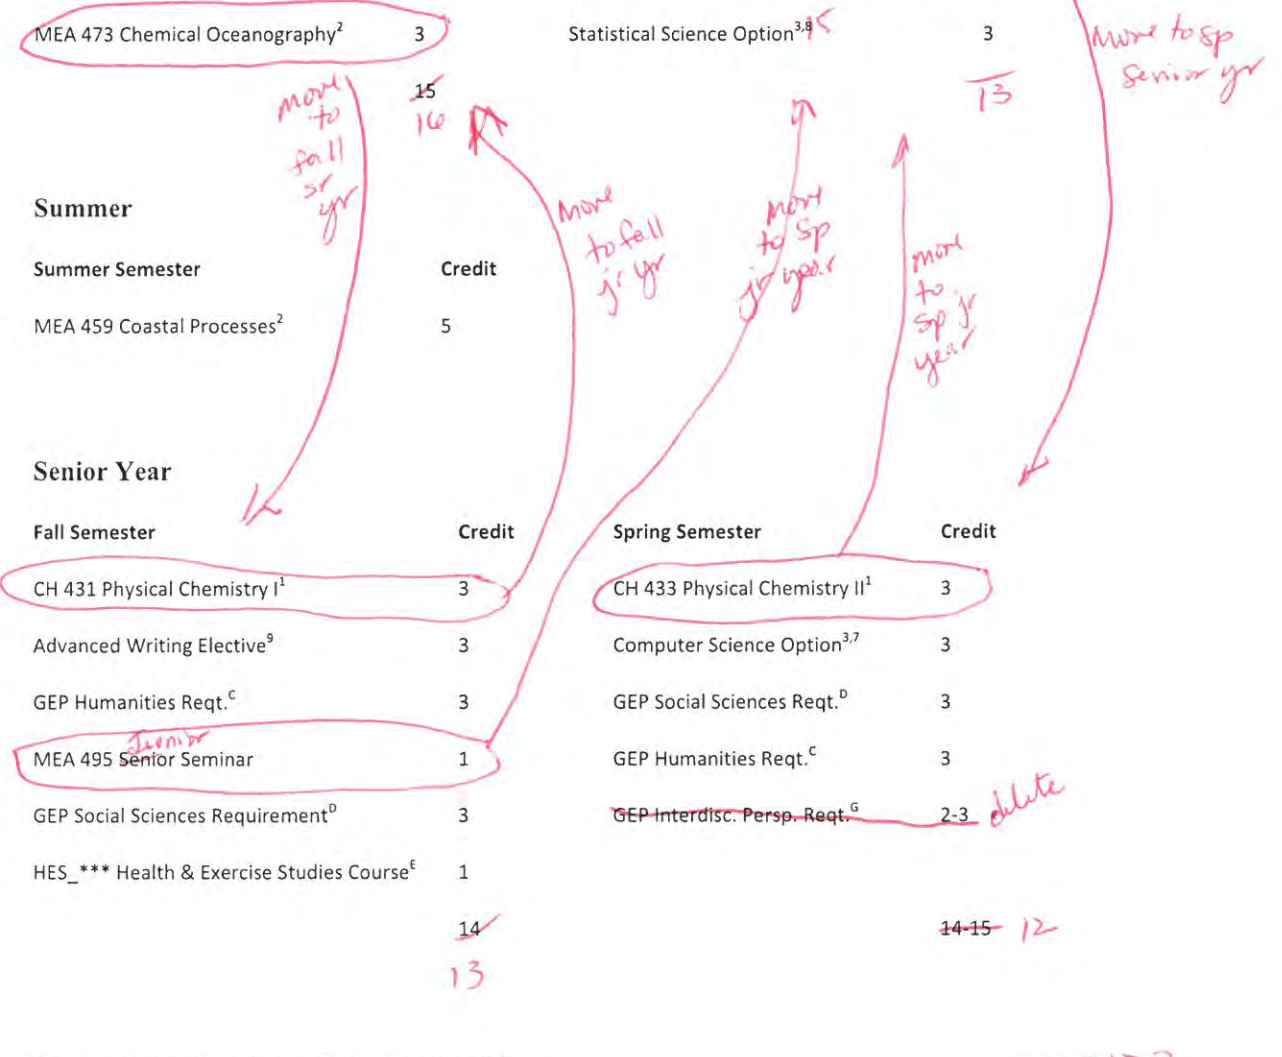 MEA 473 Chemical Oceanography² 3 Statistical Science Option³,⁸ 15 3
Move to sp
senior yr
move
to
fall
sr
yr
15
16
13
Summer
Move
to fall
jr yr
Move
to sp
jr year
move
to
sp jr
year
Summer Semester Credit
MEA 459 Coastal Processes² 5
Senior Year
Fall Semester Credit Spring Semester Credit
CH 431 Physical Chemistry I¹ 3 CH 433 Physical Chemistry II¹ 3
Advanced Writing Elective⁹ 3 Computer Science Option³,⁷ 3
GEP Humanities Reqt.ᶜ 3 GEP Social Sciences Reqt.ᴰ 3
Junior
MEA 495 Senior Seminar 1 GEP Humanities Reqt.ᶜ 3
GEP Social Sciences Requirementᴰ 3 GEP Interdisc. Persp. Reqt.ᴳ 2-3 delete
HES_*** Health & Exercise Studies Courseᴱ 1
14 14-15 12
13